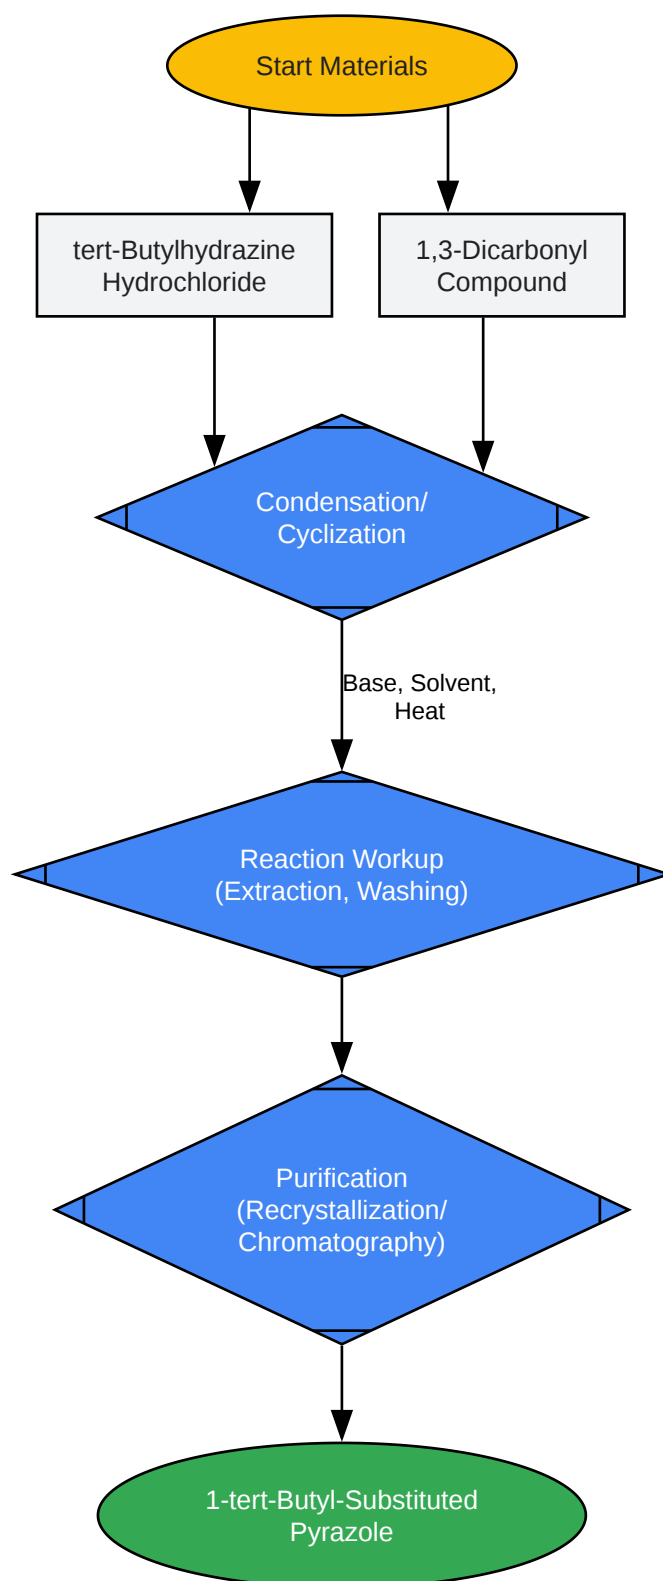 Start Materials
tert-Butylhydrazine
Hydrochloride
1,3-Dicarbonyl
Compound
Condensation/
Cyclization
Base, Solvent,
Heat
Reaction Workup
(Extraction, Washing)
Purification
(Recrystallization/
Chromatography)
1-tert-Butyl-Substituted
Pyrazole